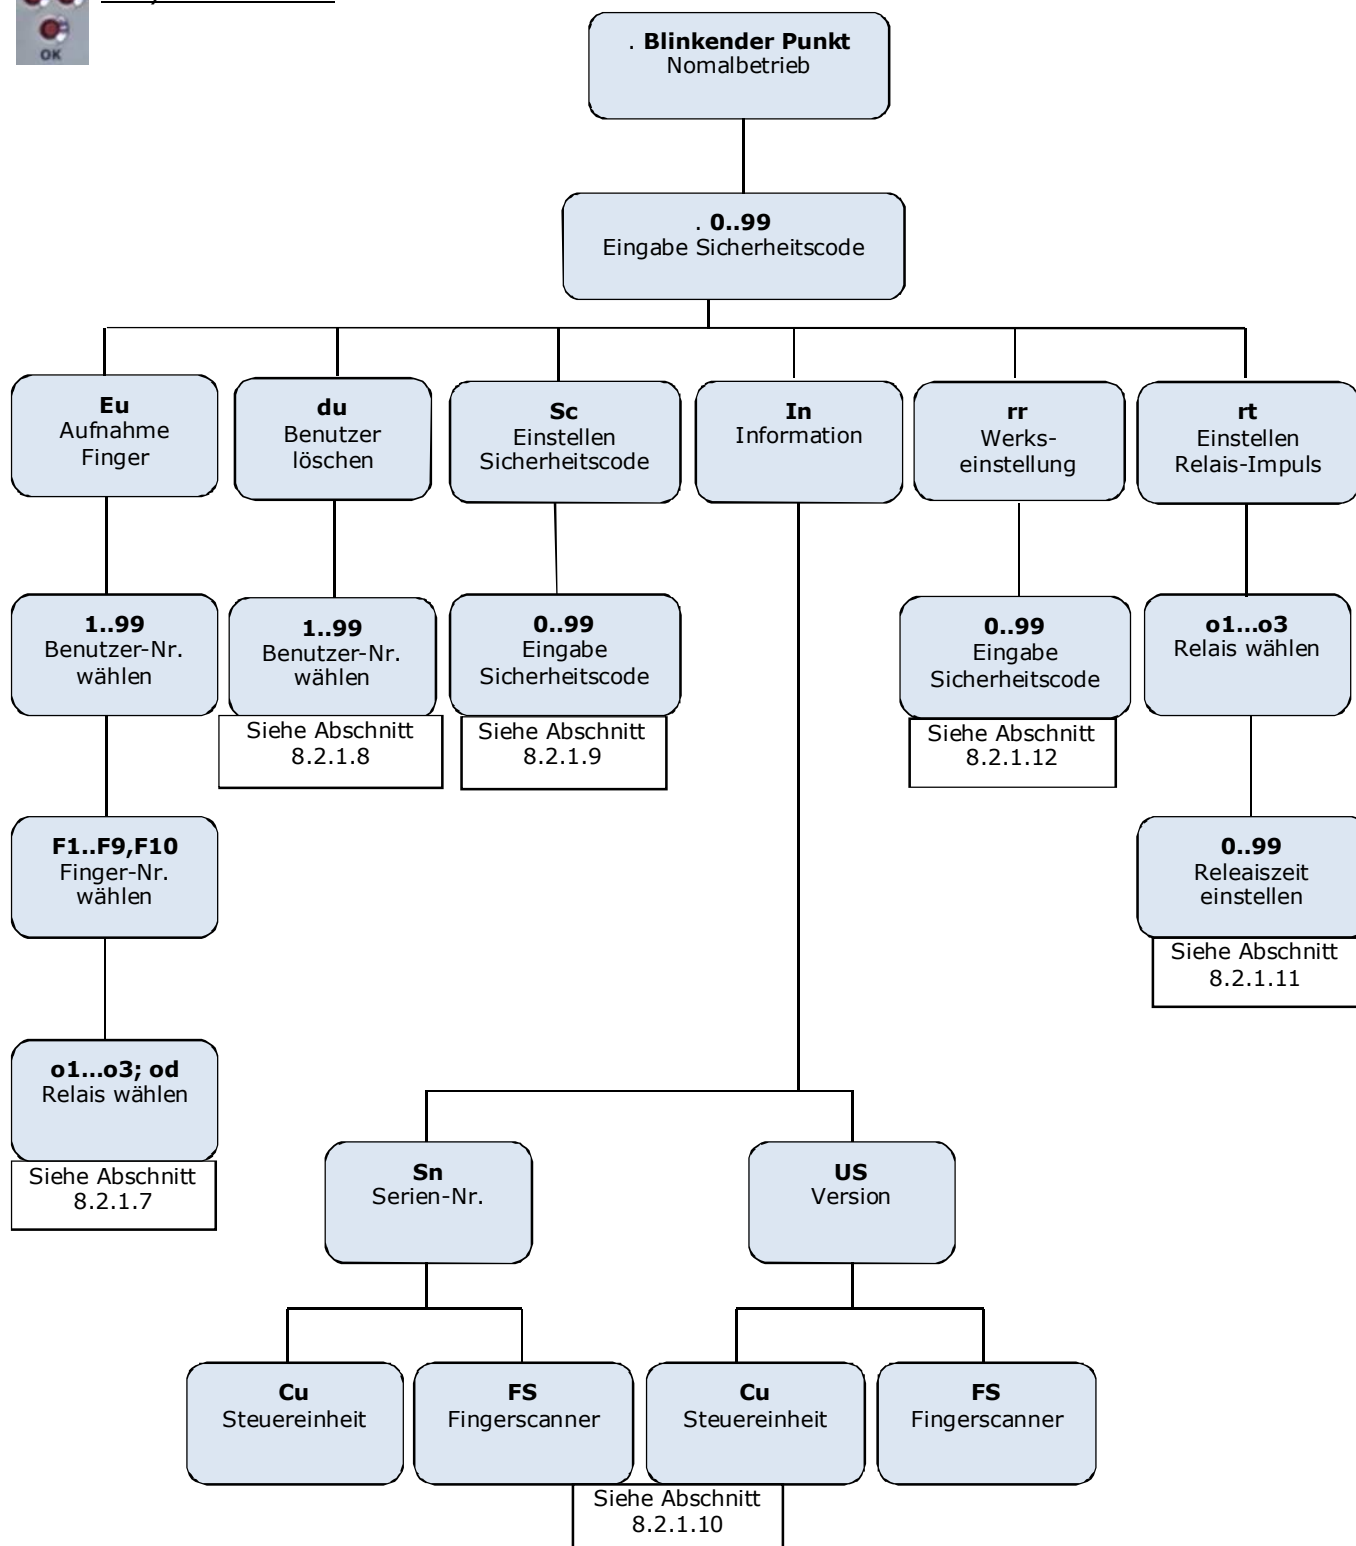 OK
. Blinkender Punkt
Nomalbetrieb
. 0..99
Eingabe Sicherheitscode
Eu
Aufnahme
Finger
du
Benutzer
löschen
Sc
Einstellen
Sicherheitscode
In
Information
rr
Werks-
einstellung
rt
Einstellen
Relais-Impuls
1..99
Benutzer-Nr.
wählen
1..99
Benutzer-Nr.
wählen
Siehe Abschnitt
8.2.1.8
0..99
Eingabe
Sicherheitscode
Siehe Abschnitt
8.2.1.9
0..99
Eingabe
Sicherheitscode
Siehe Abschnitt
8.2.1.12
o1...o3
Relais wählen
F1..F9,F10
Finger-Nr.
wählen
0..99
Releaiszeit
einstellen
Siehe Abschnitt
8.2.1.11
o1...o3; od
Relais wählen
Siehe Abschnitt
8.2.1.7
Sn
Serien-Nr.
US
Version
Cu
Steuereinheit
FS
Fingerscanner
Cu
Steuereinheit
FS
Fingerscanner
Siehe Abschnitt
8.2.1.10